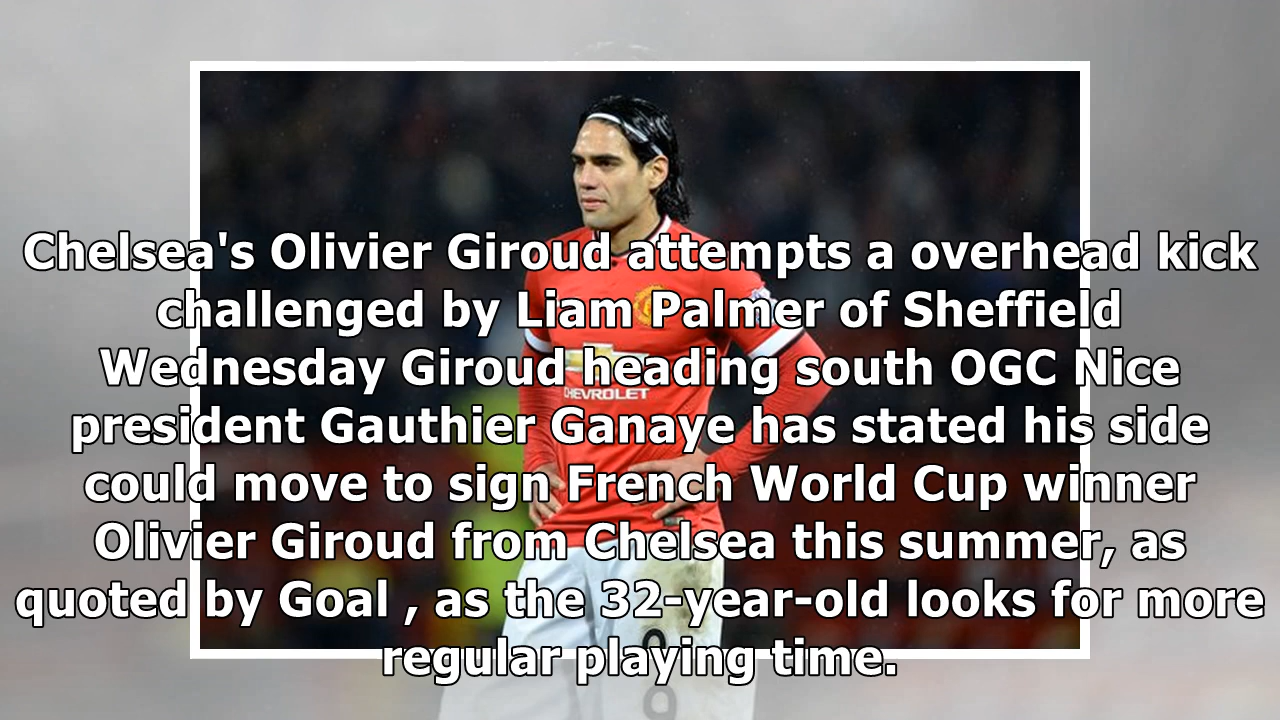 Chelsea's Olivier Giroud attempts a overhead kick
challenged by Liam Palmer of Sheffield
Wednesday Giroud heading south OGC Nice
president Gauthier Ganaye has stated his side
CHEVROLET
could move to sign French World Cup winner
Olivier Giroud from Chelsea this summer, as
quoted by Goal , as the 32-year-old looks for more
regular playing time.
9